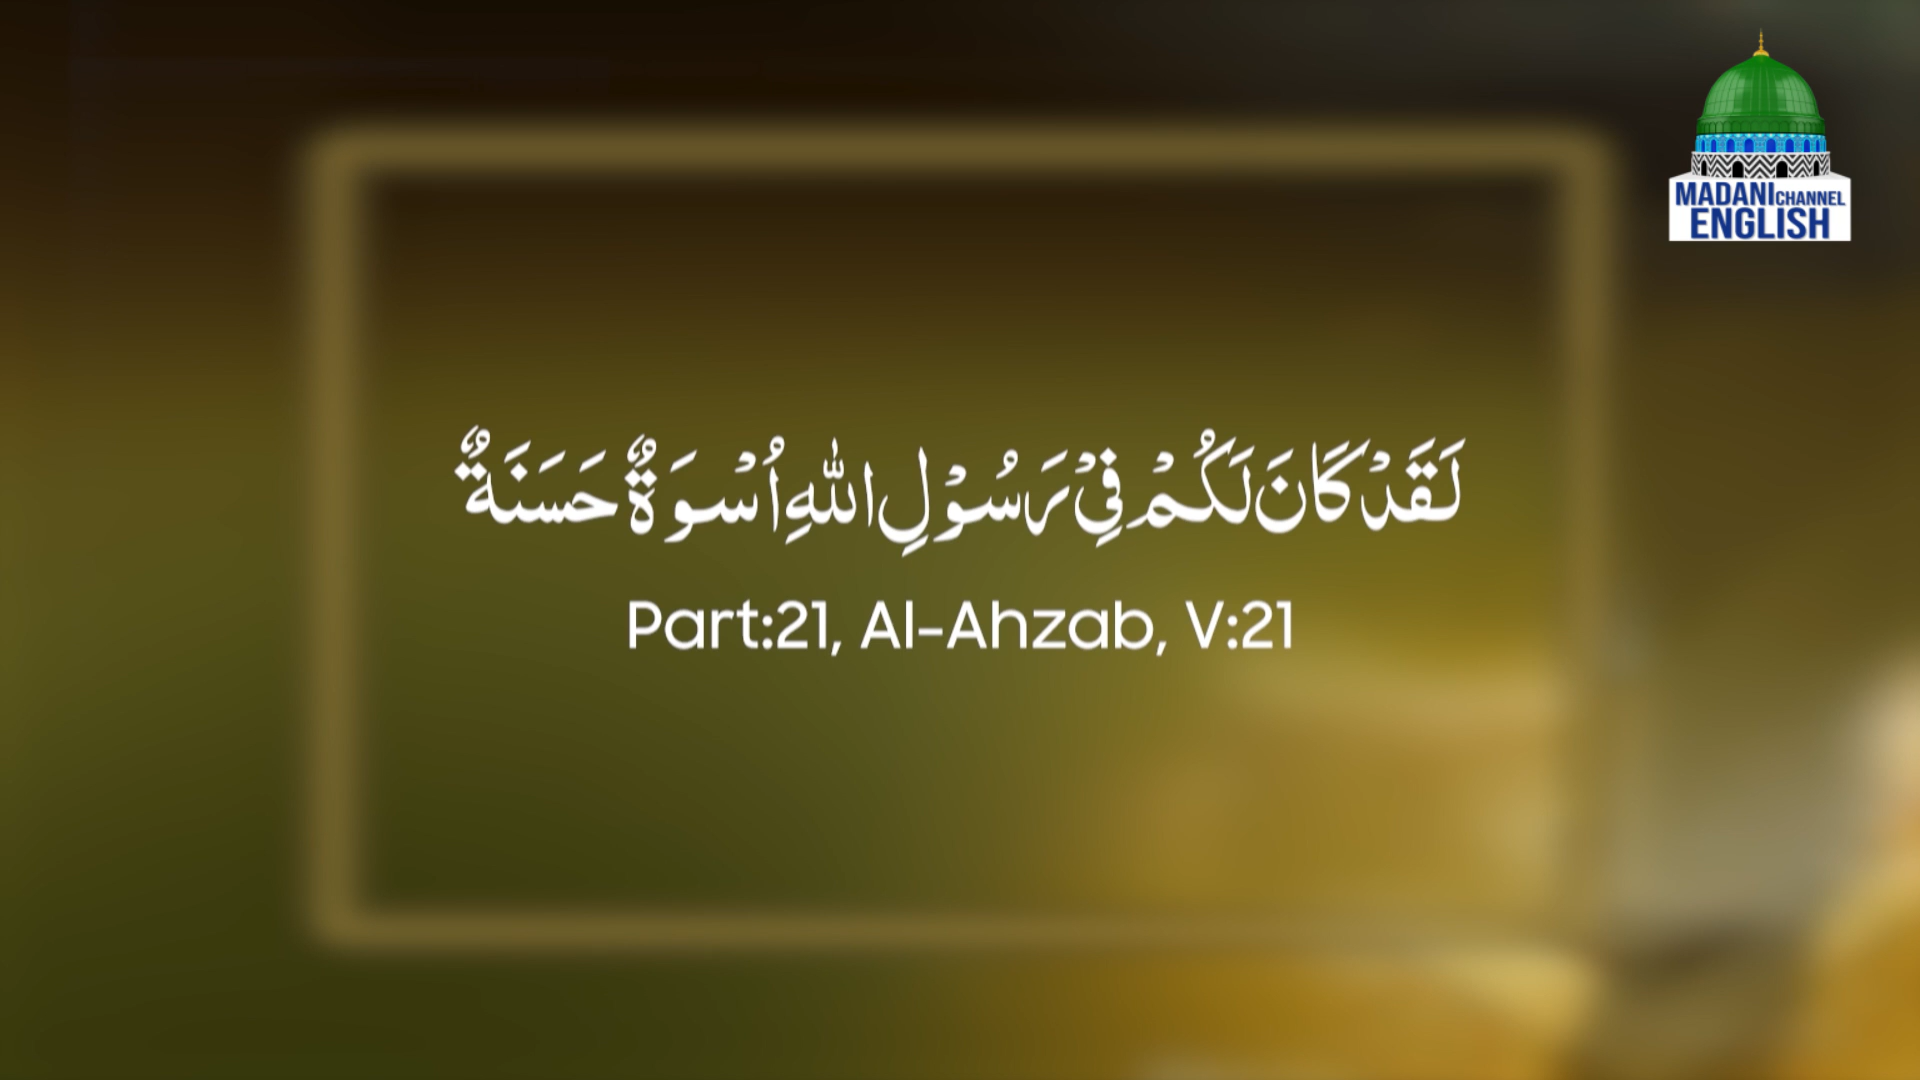 MADANI CHANNEL
ENGLISH
لَقَدْ كَانَ لَكُمْ فِیْ رَسُوْلِ اللّٰهِ اُسْوَةٌ حَسَنَةٌ
Part:21, Al-Ahzab, V:21